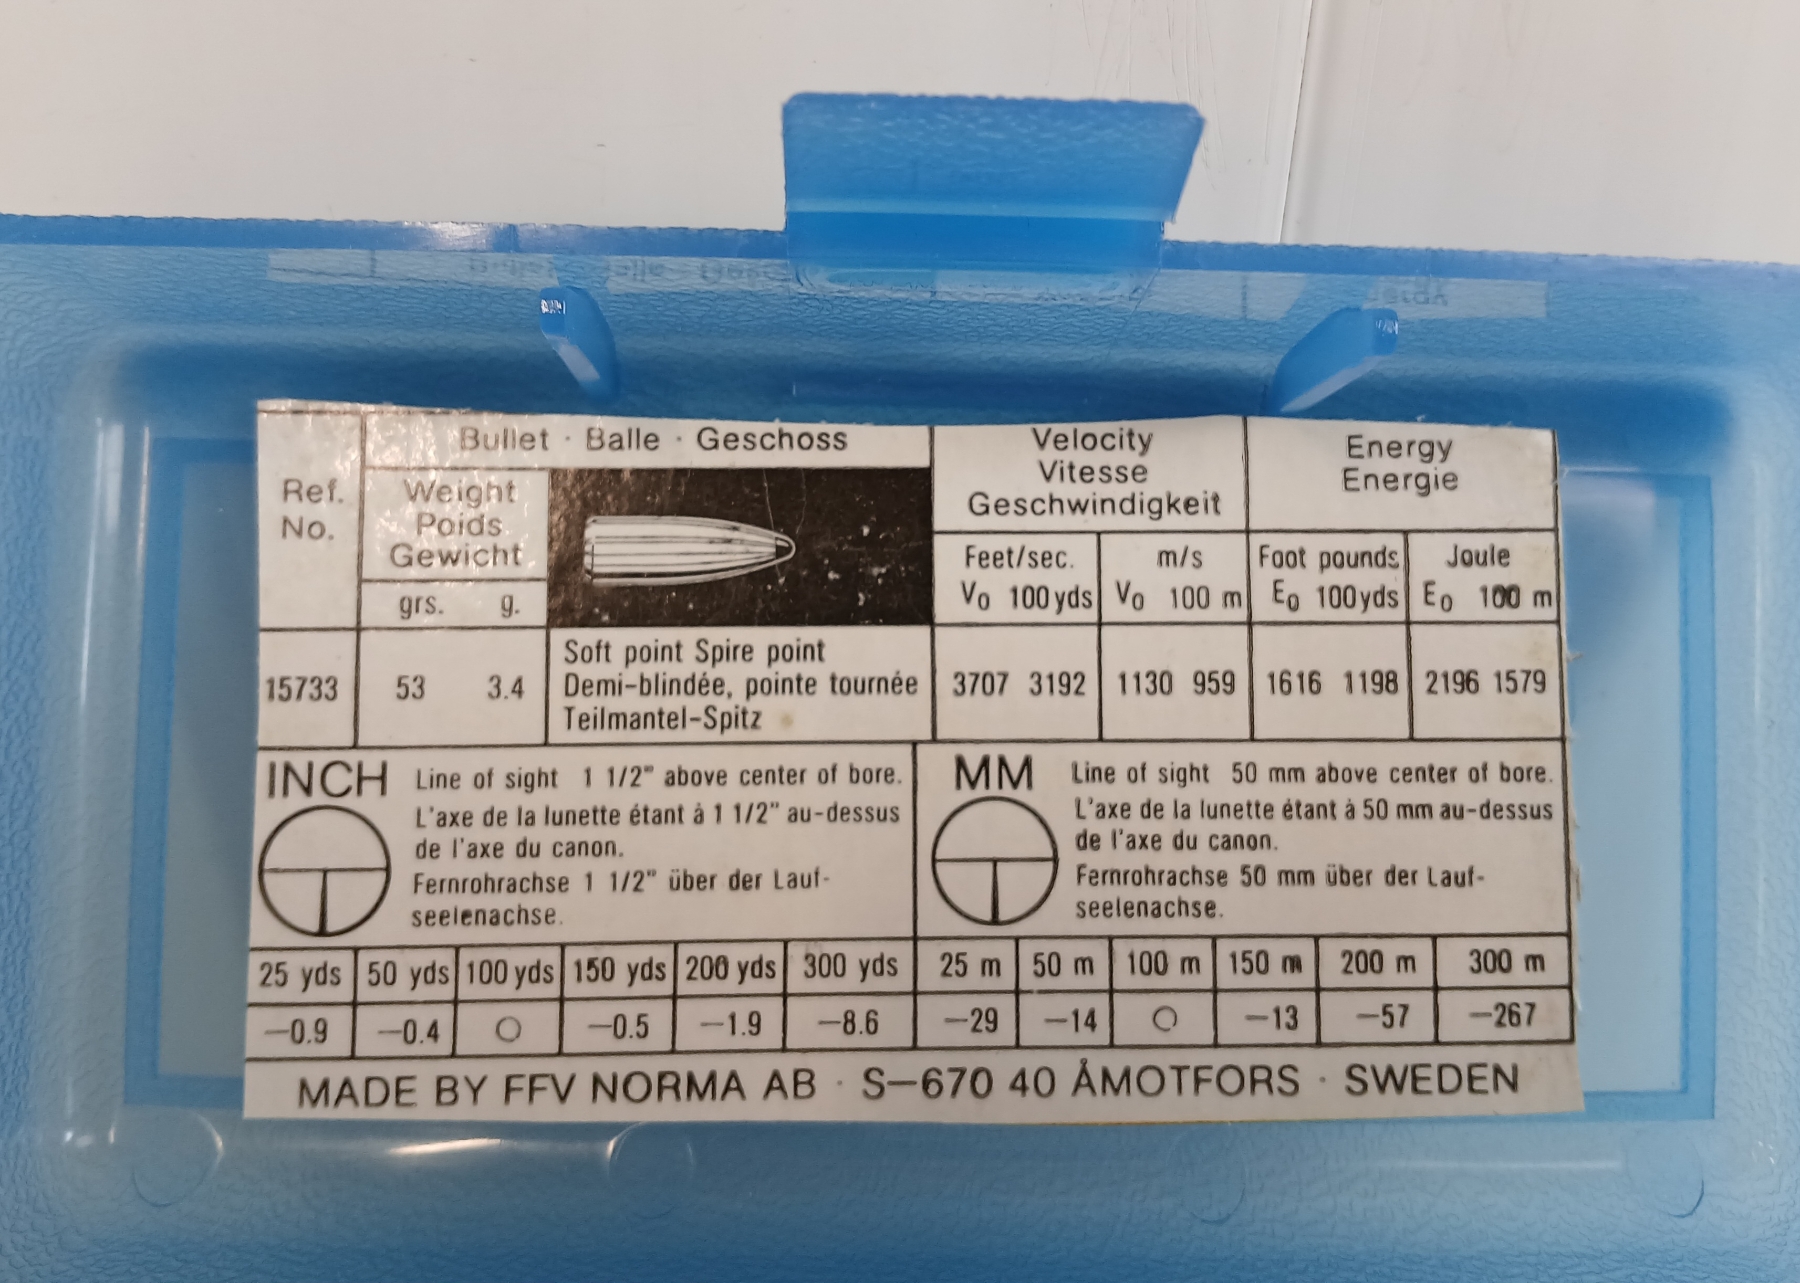 Bullet · Balle · Geschoss
Velocity
Vitesse
Geschwindigkeit
Energy
Energie
Ref.
No.
Weight
Poids
Gewicht
grs. g.
Feet/sec.
V₀ 100 yds
m/s
V₀ 100 m
Foot pounds
E₀ 100 yds
Joule
E₀ 100 m
15733 53 3.4
Soft point Spire point
Demi-blindée, pointe tournée
Teilmantel-Spitz
3707 3192 1130 959 1616 1198 2196 1579
INCH
Line of sight 1 1/2" above center of bore.
L'axe de la lunette étant à 1 1/2" au-dessus
de l'axe du canon.
Fernrohrachse 1 1/2" über der Lauf-
seelenachse.
MM
Line of sight 50 mm above center of bore.
L'axe de la lunette étant à 50 mm au-dessus
de l'axe du canon.
Fernrohrachse 50 mm über der Lauf-
seelenachse.
25 yds 50 yds 100 yds 150 yds 200 yds 300 yds 25 m 50 m 100 m 150 m 200 m 300 m
—0.9 —0.4 O —0.5 —1.9 —8.6 —29 —14 O —13 —57 —267
MADE BY FFV NORMA AB · S—670 40 ÅMOTFORS · SWEDEN